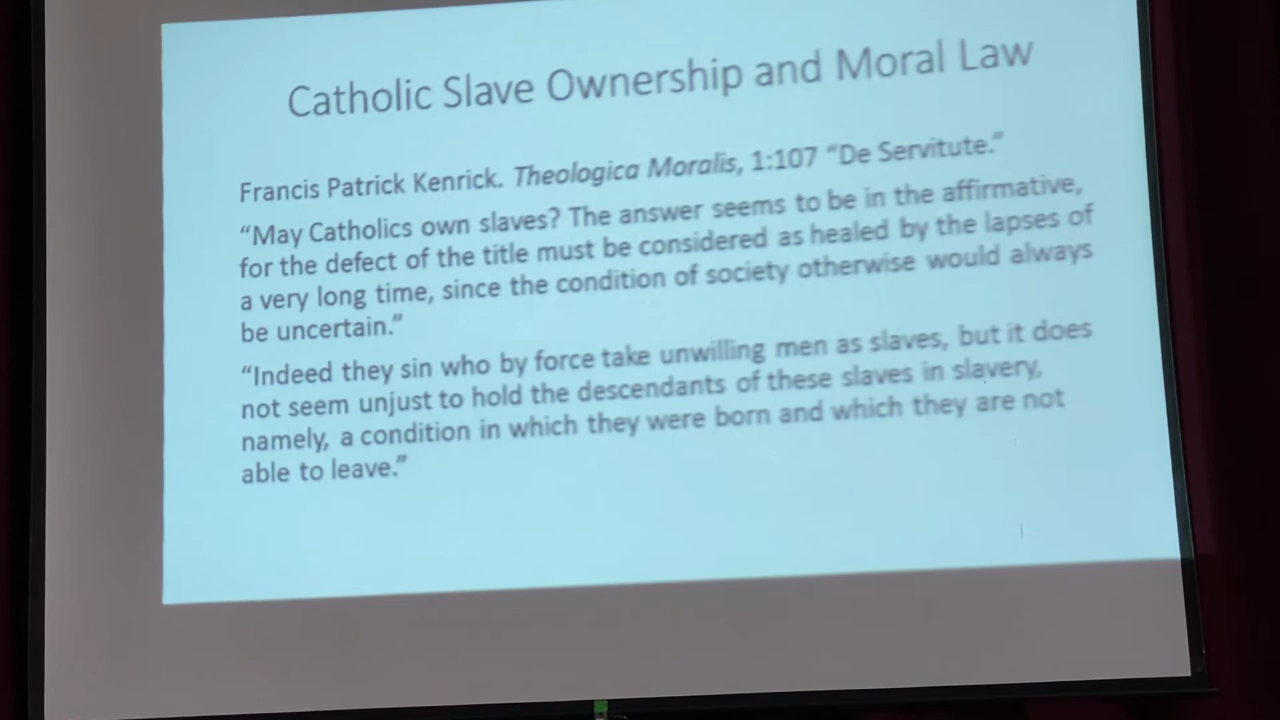 Catholic Slave Ownership and Moral Law
Francis Patrick Kenrick. Theologica Moralis, 1:107 “De Servitute.”
“May Catholics own slaves? The answer seems to be in the affirmative,
for the defect of the title must be considered as healed by the lapses of
a very long time, since the condition of society otherwise would always
be uncertain.”
“Indeed they sin who by force take unwilling men as slaves, but it does
not seem unjust to hold the descendants of these slaves in slavery,
namely, a condition in which they were born and which they are not
able to leave.”